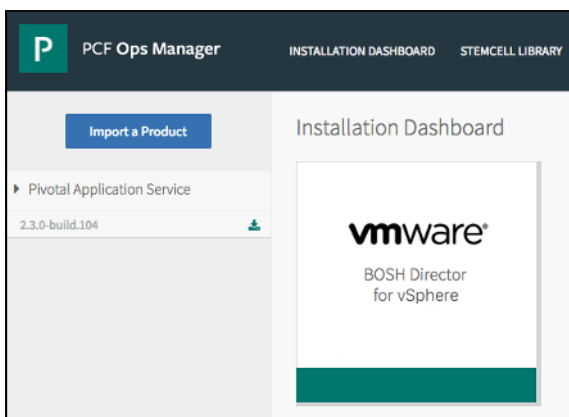 P PCF Ops Manager INSTALLATION DASHBOARD STEMCELL LIBRARY
Import a Product
Installation Dashboard
Pivotal Application Service
2.3.0-build.104
vmware®
BOSH Director
for vSphere